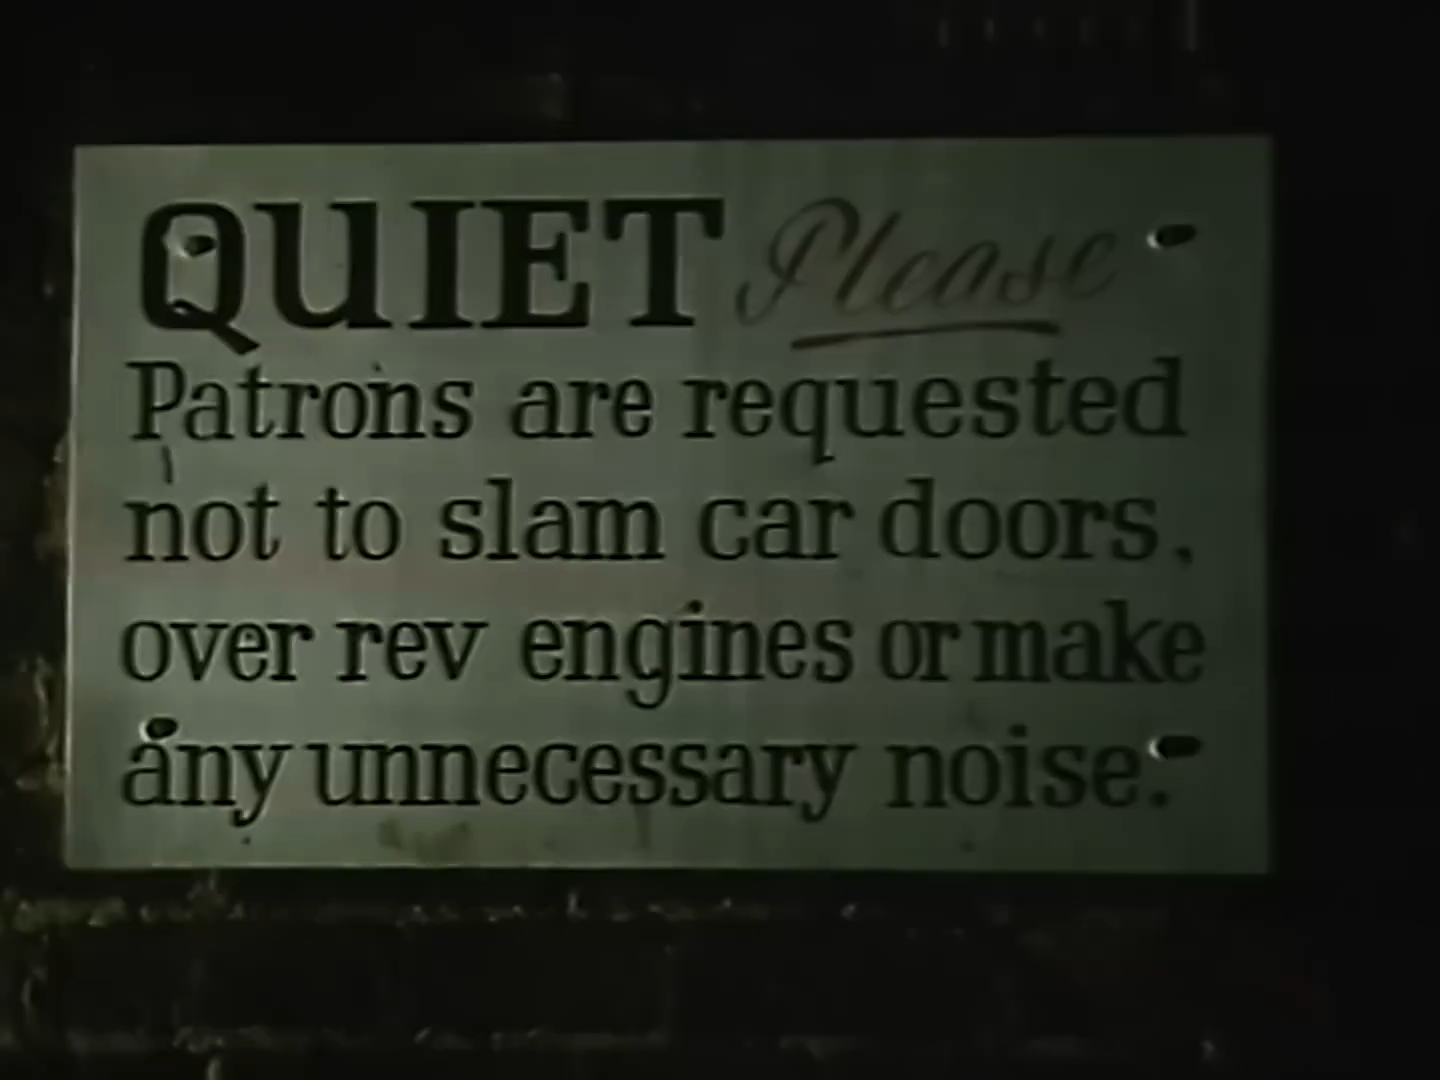 QUIET Please
Patrons are requested
not to slam car doors,
over rev engines or make
any unnecessary noise.